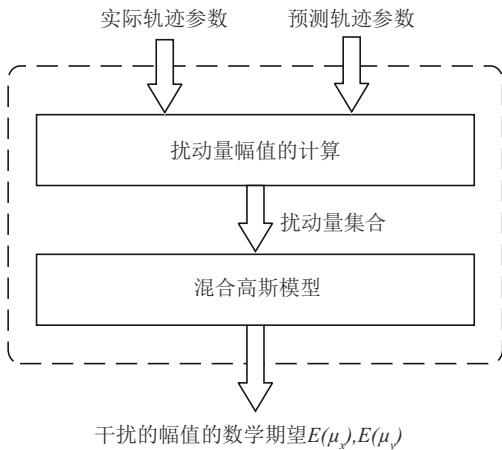 实际轨迹参数 预测轨迹参数
扰动量幅值的计算
扰动量集合
混合高斯模型
干扰的幅值的数学期望E(μx),E(μy)